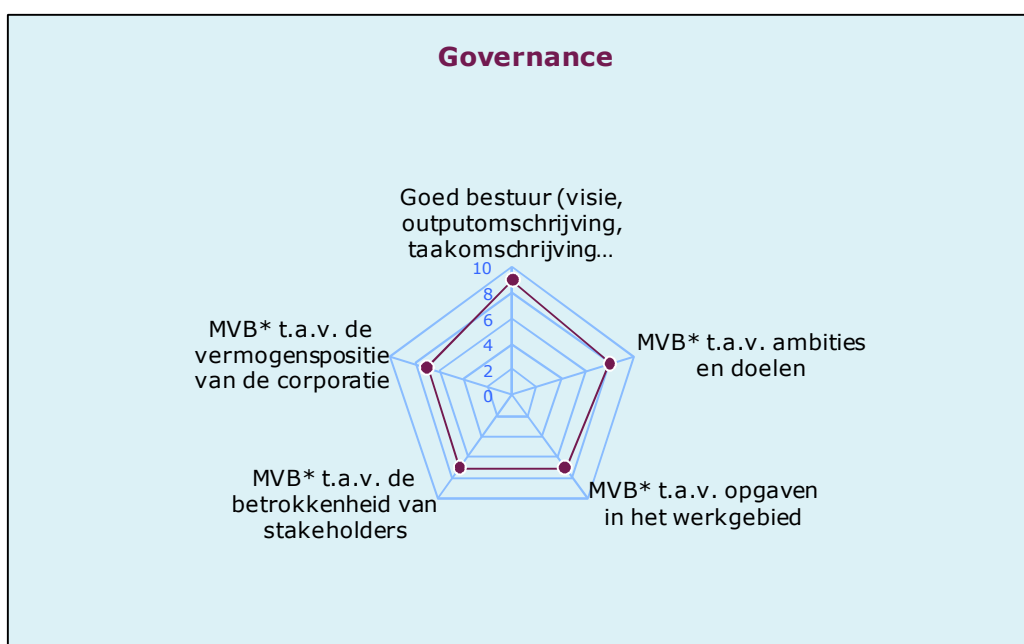 Governance
Goed bestuur (visie,
outputomschrijving,
taakomschrijving...
10
8
6
4
2
0
MVB* t.a.v. ambities
en doelen
MVB* t.a.v. opgaven
in het werkgebied
MVB* t.a.v. de
betrokkenheid van
stakeholders
MVB* t.a.v. de
vermogenspositie
van de corporatie